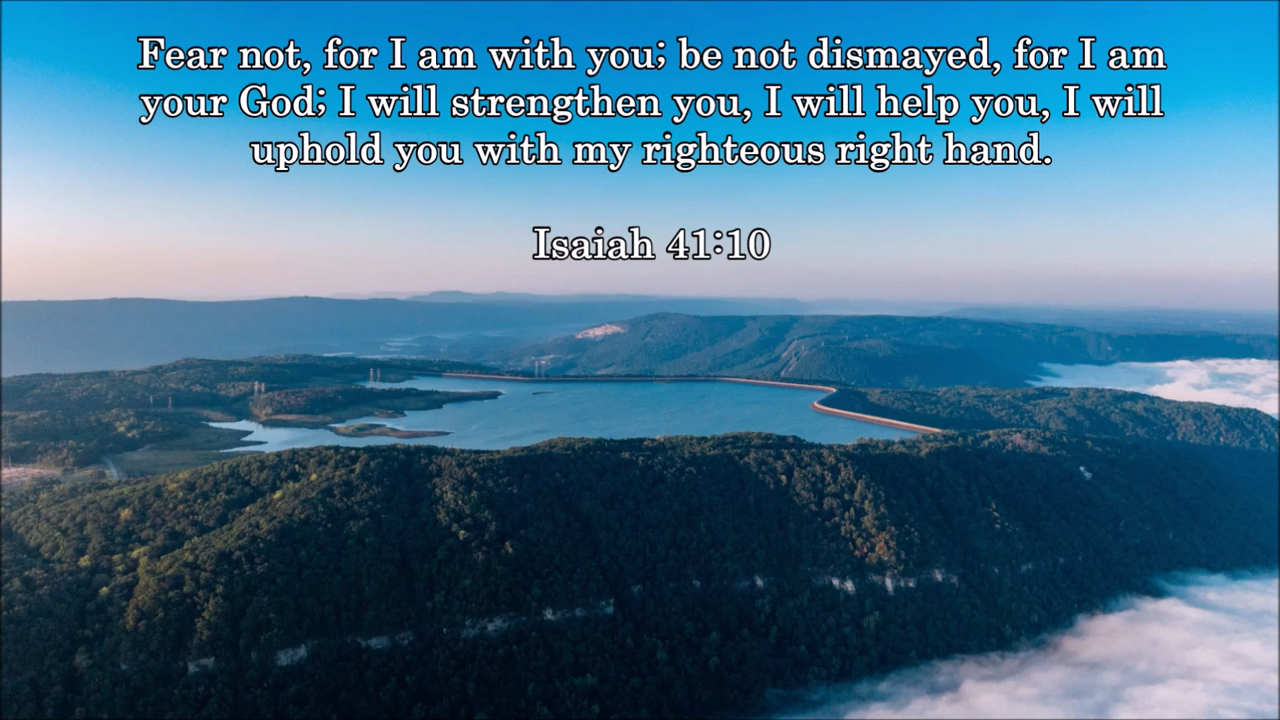 Fear not, for I am with you; be not dismayed, for I am
your God; I will strengthen you, I will help you, I will
uphold you with my righteous right hand.
Isaiah 41:10